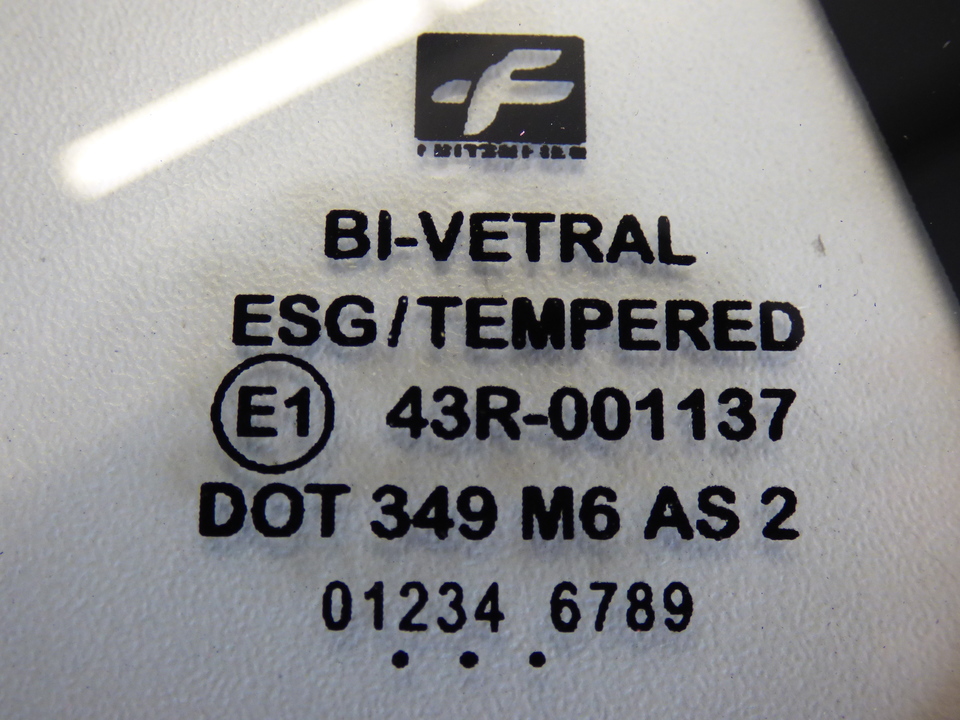 BI-VETRAL
ESG/TEMPERED
E1 43R-001137
DOT 349 M6 AS 2
01234 6789
• • •